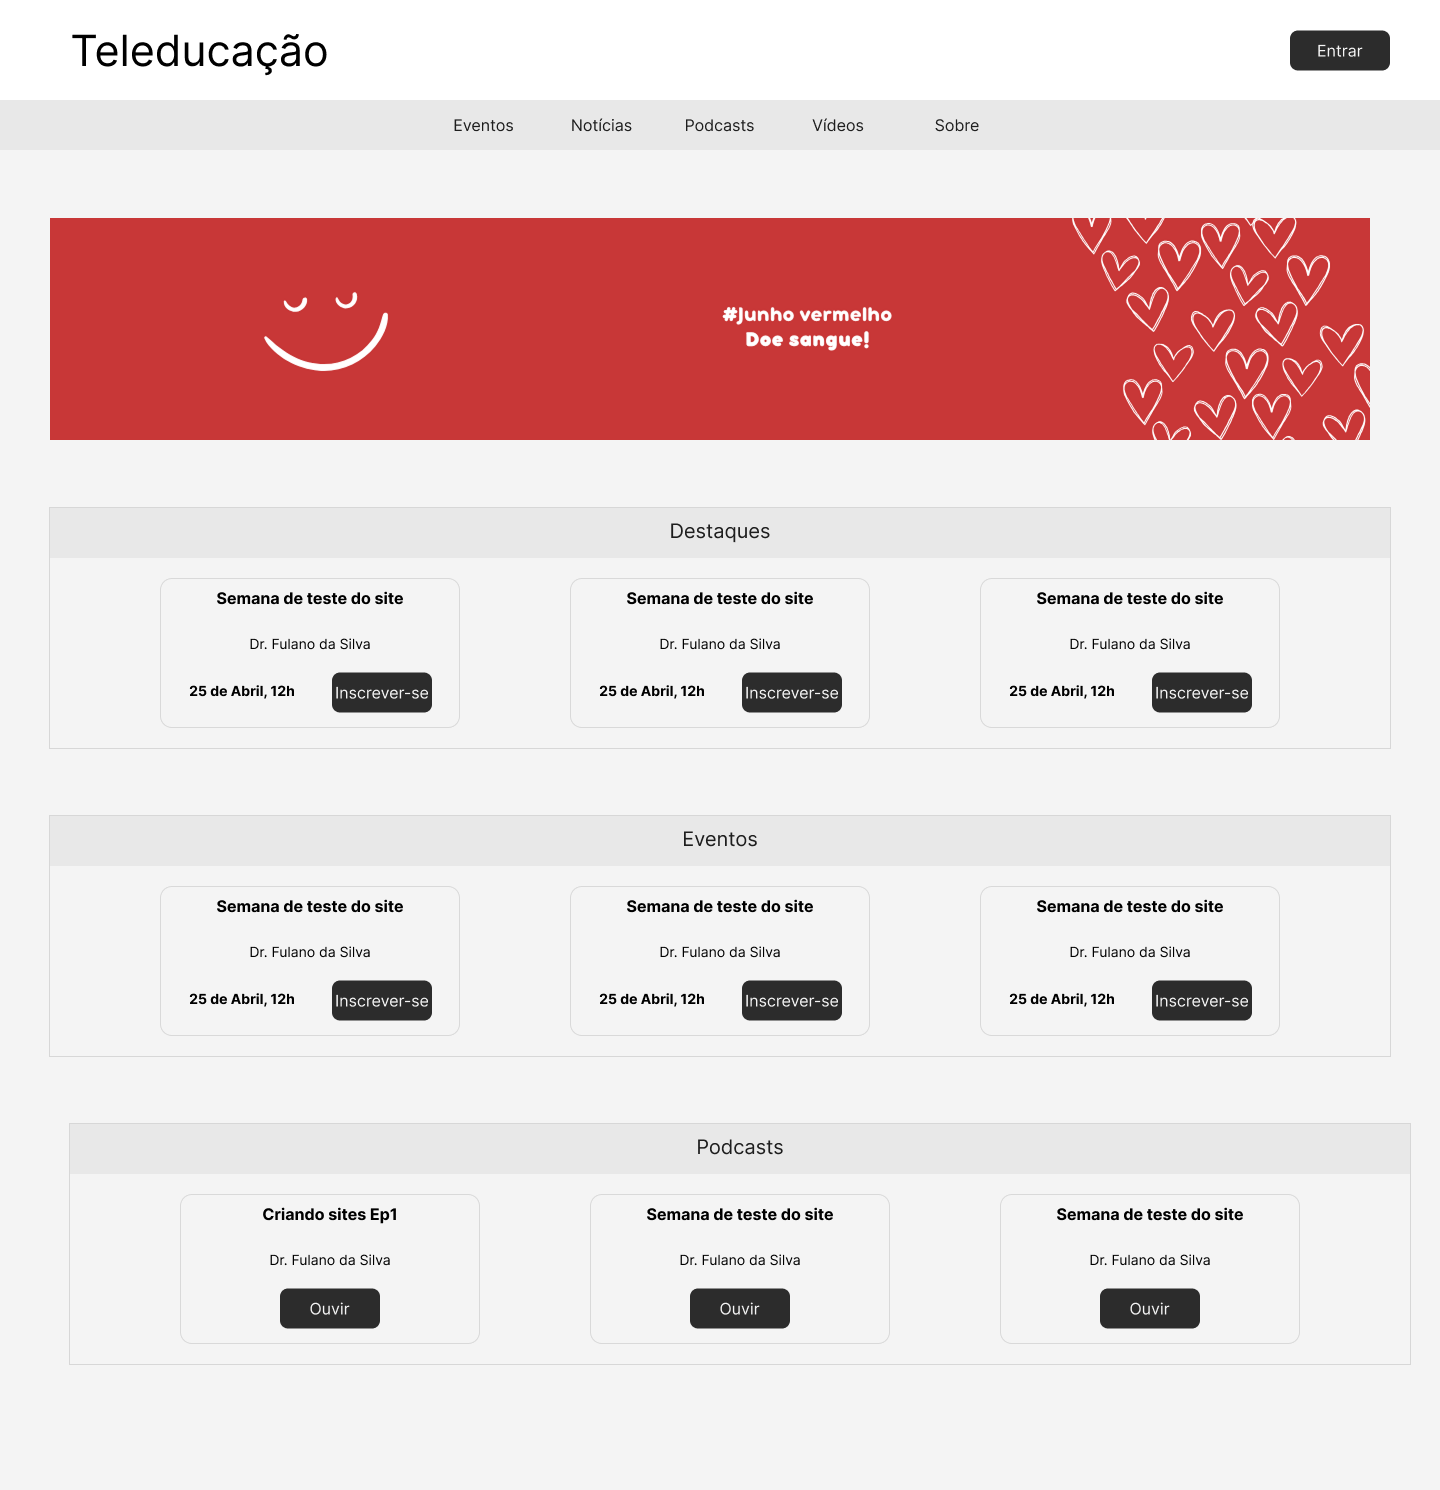 Teleducação
Entrar
Eventos Notícias Podcasts Vídeos Sobre
#Junho vermelho
Doe sangue!
Destaques
Semana de teste do site
Dr. Fulano da Silva
25 de Abril, 12h Inscrever-se
Semana de teste do site
Dr. Fulano da Silva
25 de Abril, 12h Inscrever-se
Semana de teste do site
Dr. Fulano da Silva
25 de Abril, 12h Inscrever-se
Eventos
Semana de teste do site
Dr. Fulano da Silva
25 de Abril, 12h Inscrever-se
Semana de teste do site
Dr. Fulano da Silva
25 de Abril, 12h Inscrever-se
Semana de teste do site
Dr. Fulano da Silva
25 de Abril, 12h Inscrever-se
Podcasts
Criando sites Ep1
Dr. Fulano da Silva
Ouvir
Semana de teste do site
Dr. Fulano da Silva
Ouvir
Semana de teste do site
Dr. Fulano da Silva
Ouvir